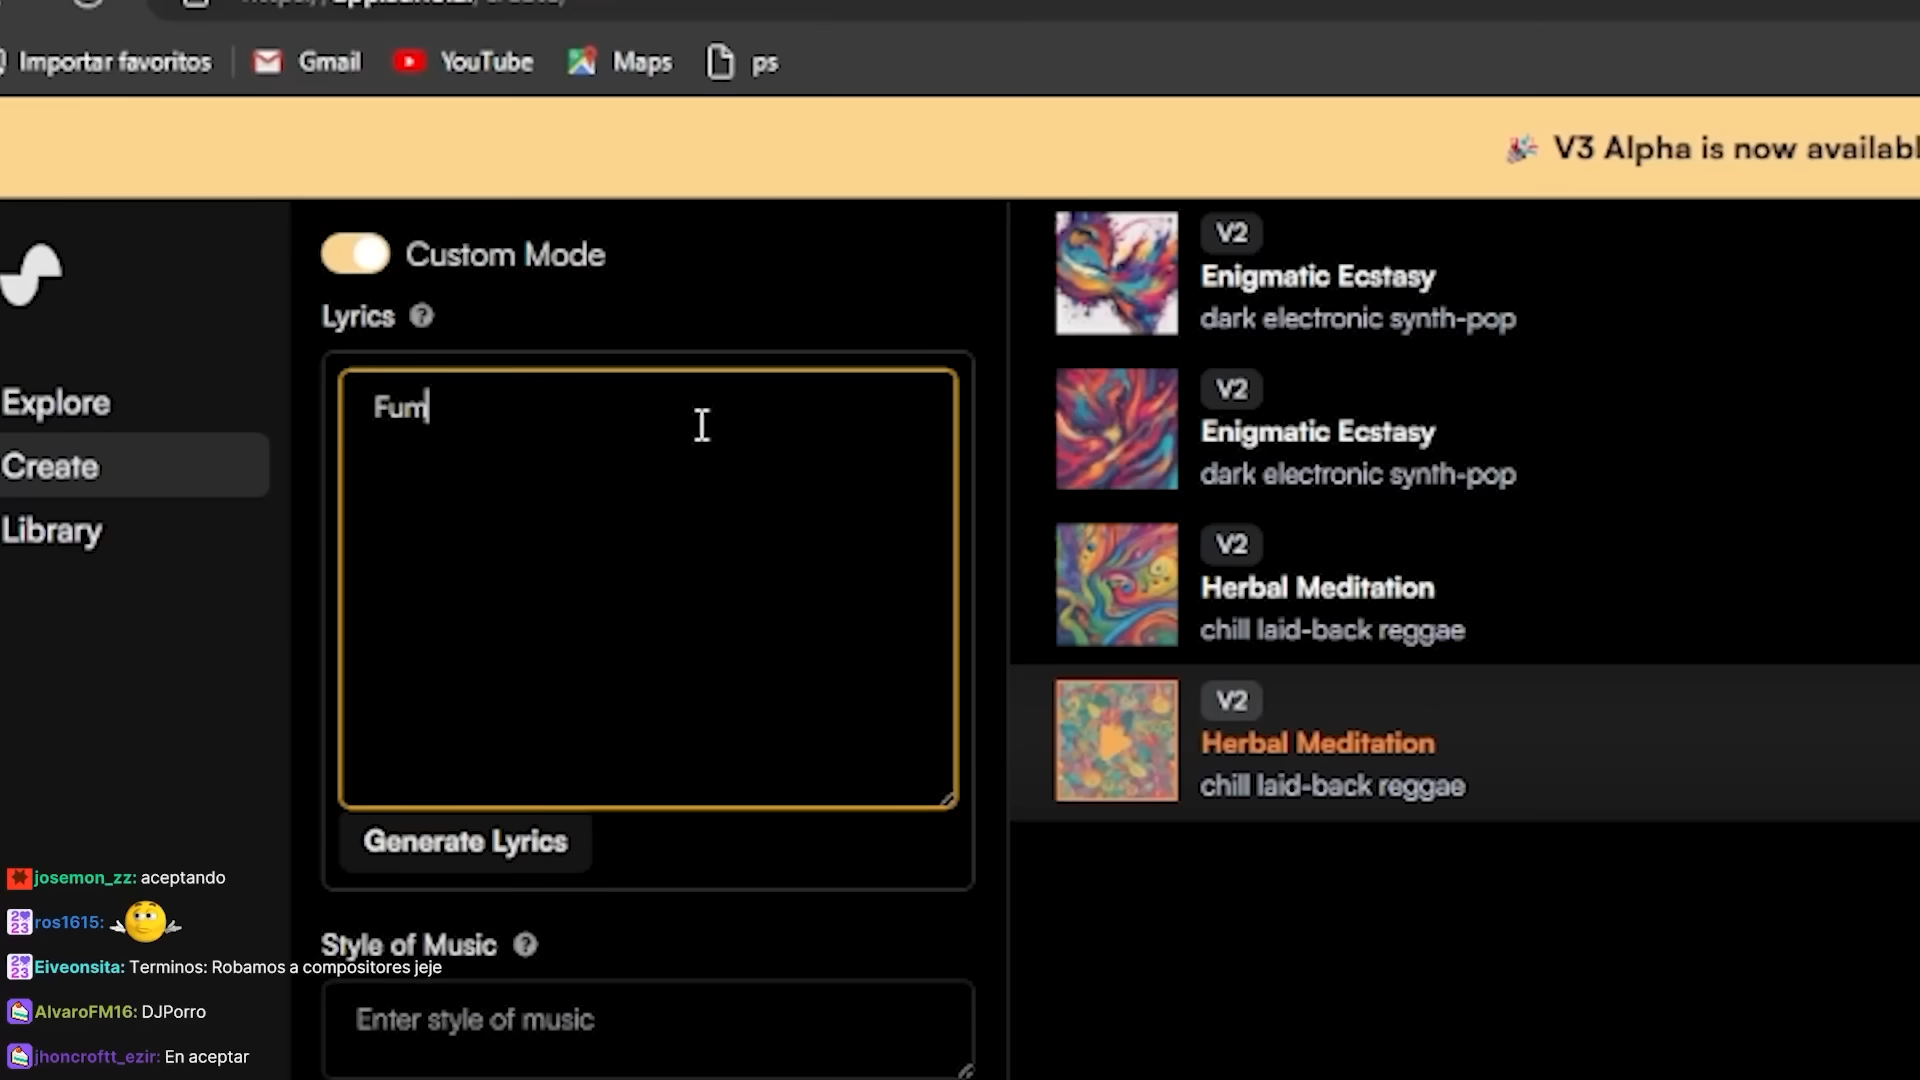 Importar favoritos
Gmail
YouTube
Maps
ps
V3 Alpha is now availabl
Custom Mode
Lyrics
Fum
Generate Lyrics
Style of Music
Enter style of music
Explore
Create
Library
V2
Enigmatic Ecstasy
dark electronic synth-pop
V2
Enigmatic Ecstasy
dark electronic synth-pop
V2
Herbal Meditation
chill laid-back reggae
V2
Herbal Meditation
chill laid-back reggae
josemon_zz: aceptando
ros1615:
Eiveonsita: Terminos: Robamos a compositores jeje
AlvaroFM16: DJPorro
jhoncroftt_ezir: En aceptar